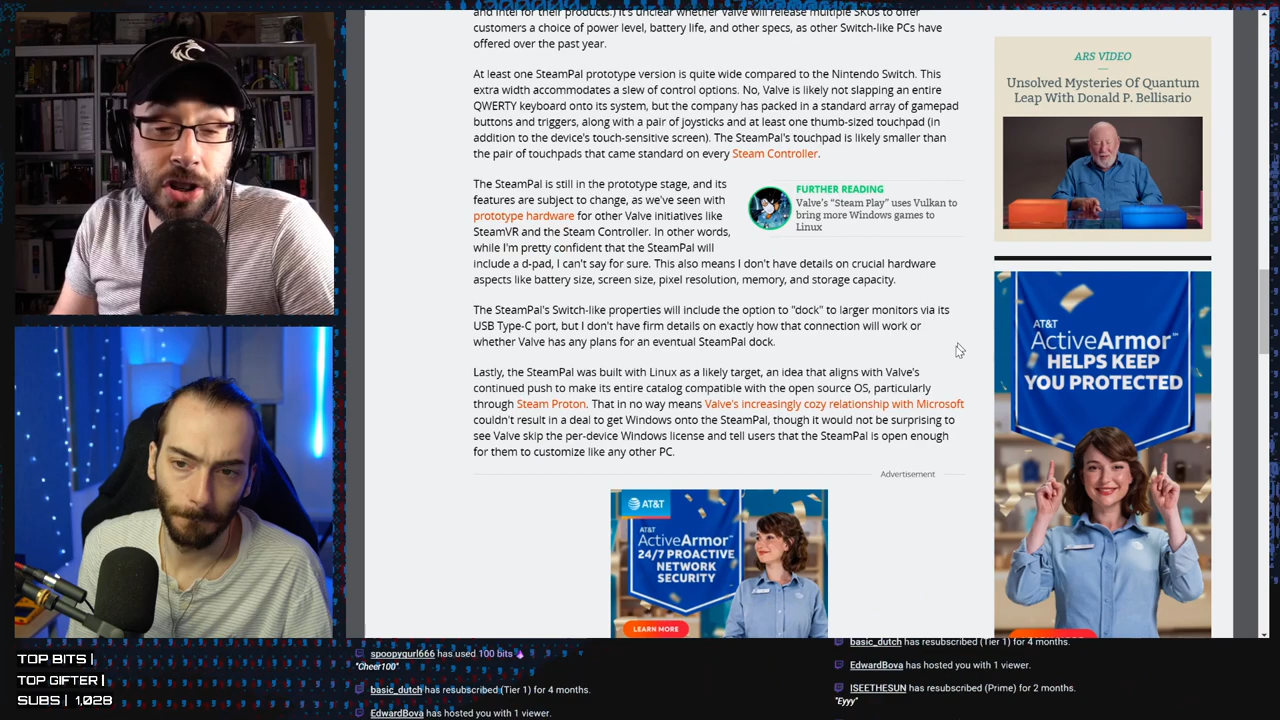 and Intel for their products.) It's unclear whether Valve will release multiple SKUs to offer
customers a choice of power level, battery life, and other specs, as other Switch-like PCs have
offered over the past year.
At least one SteamPal prototype version is quite wide compared to the Nintendo Switch. This
extra width accommodates a slew of control options. No, Valve is likely not slapping an entire
QWERTY keyboard onto its system, but the company has packed in a standard array of gamepad
buttons and triggers, along with a pair of joysticks and at least one thumb-sized touchpad (in
addition to the device's touch-sensitive screen). The SteamPal's touchpad is likely smaller than
the pair of touchpads that came standard on every Steam Controller.
The SteamPal is still in the prototype stage, and its
features are subject to change, as we've seen with
prototype hardware for other Valve initiatives like
SteamVR and the Steam Controller. In other words,
while I'm pretty confident that the SteamPal will
include a d-pad, I can't say for sure. This also means I don't have details on crucial hardware
aspects like battery size, screen size, pixel resolution, memory, and storage capacity.
FURTHER READING
Valve's "Steam Play" uses Vulkan to
bring more Windows games to
Linux
The SteamPal's Switch-like properties will include the option to "dock" to larger monitors via its
USB Type-C port, but I don't have firm details on exactly how that connection will work or
whether Valve has any plans for an eventual SteamPal dock.
Lastly, the SteamPal was built with Linux as a likely target, an idea that aligns with Valve's
continued push to make its entire catalog compatible with the open source OS, particularly
through Steam Proton. That in no way means Valve's increasingly cozy relationship with Microsoft
couldn't result in a deal to get Windows onto the SteamPal, though it would not be surprising to
see Valve skip the per-device Windows license and tell users that the SteamPal is open enough
for them to customize like any other PC.
Advertisement
AT&T
AT&T
ActiveArmor℠
24/7 PROACTIVE
NETWORK
SECURITY
LEARN MORE
ARS VIDEO
Unsolved Mysteries Of Quantum
Leap With Donald P. Bellisario
AT&T
ActiveArmor℠
HELPS KEEP
YOU PROTECTED
TOP BITS |
TOP GIFTER |
SUBS | 1,028
spoopygurl666 has used 100 bits
"Cheer100"
basic_dutch has resubscribed (Tier 1) for 4 months.
EdwardBova has hosted you with 1 viewer.
basic_dutch has resubscribed (Tier 1) for 4 months.
EdwardBova has hosted you with 1 viewer.
ISEETHESUN has resubscribed (Prime) for 2 months.
"Eyyy"